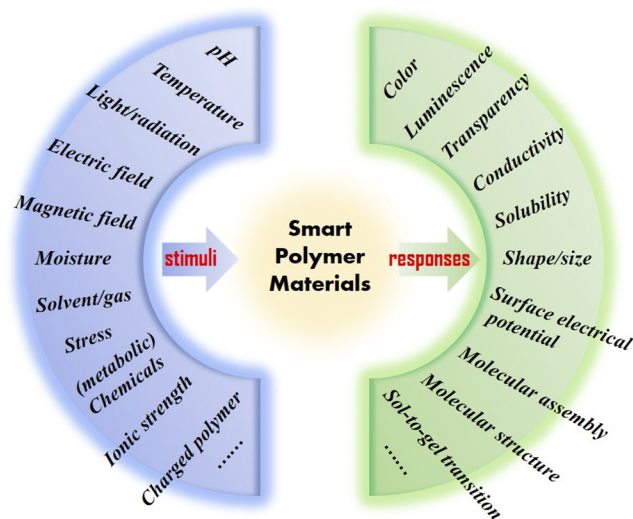 pH
Temperature
Light/radiation
Electric field
Magnetic field
Moisture
Solvent/gas
Stress
(metabolic)
Chemicals
Ionic strength
Charged polymer
......
stimuli
Smart
Polymer
Materials
responses
Color
Luminescence
Transparency
Conductivity
Solubility
Shape/size
Surface electrical
potential
Molecular assembly
Molecular structure
Sol-to-gel transition
......